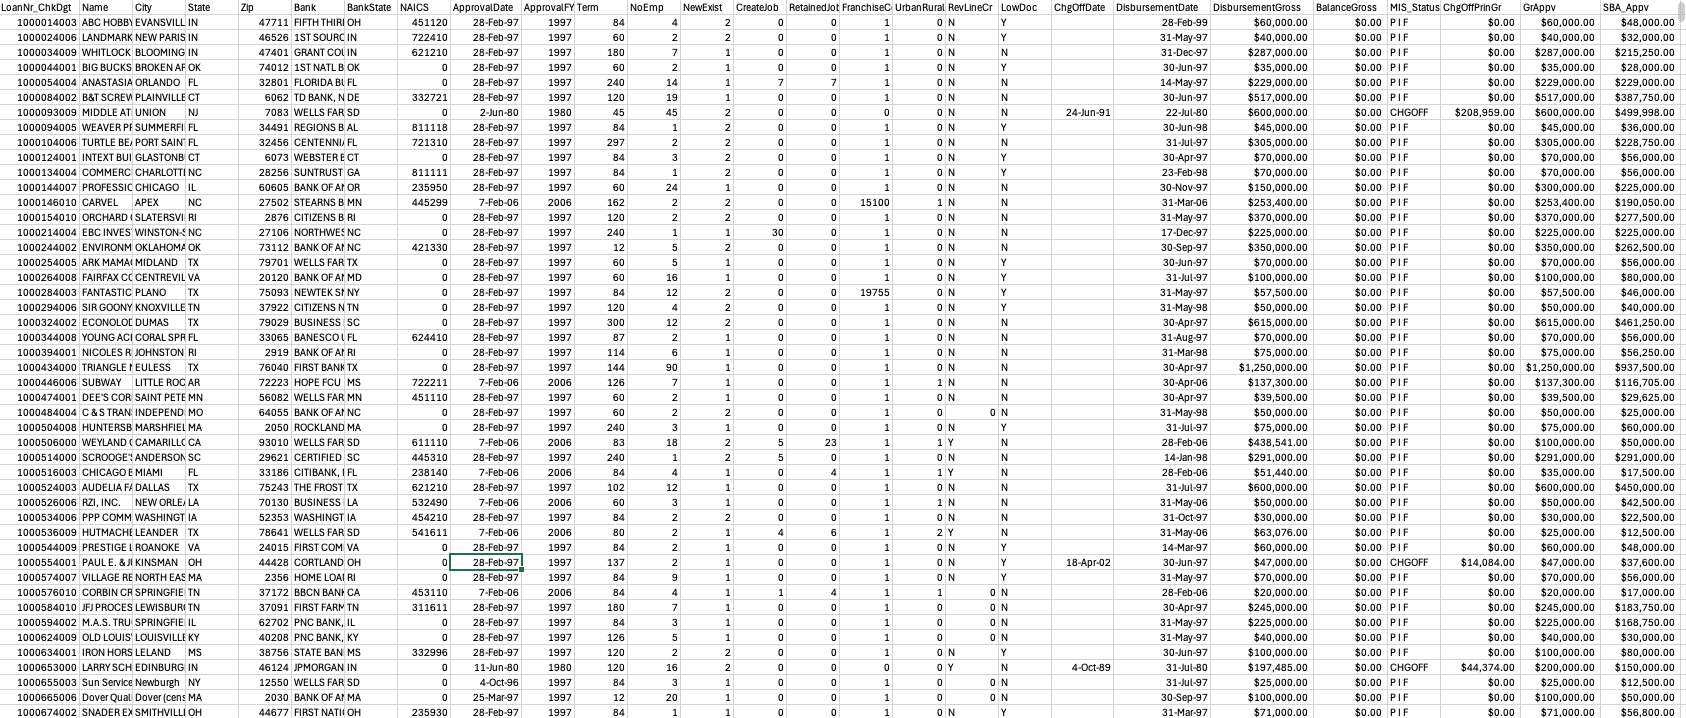 LoanNr_ChkDgt Name Loy City State Zip Bank BankState NAICS ApprovalDate ApprovalFY Term NoEmp NewExist CreateJob RetainedJob FranchiseCo UrbanRural RevLineCr LowDoc ChgOffDate DisbursementDate DisbursementGross BalanceGross MIS_Status ChgOffPrinGr GrAppv SBA_Appv
1000014003 ABC HOBBY EVANSVILL IN 47711 FIFTH THIRD OH 451120 28-Feb-97 1997 84 4 2 0 0 1 0 N Y 28-Feb-99 $60,000.00 $0.00 P I F $0.00 $60,000.00 $48,000.00
1000024006 LANDMARK NEW PARIS IN 46526 1ST SOURC IN 722410 28-Feb-97 1997 60 2 2 0 0 1 0 N Y 31-May-97 $40,000.00 $0.00 P I F $0.00 $40,000.00 $32,000.00
1000034009 WHITLOCK BLOOMING IN 47401 GRANT COU IN 621210 28-Feb-97 1997 180 7 1 0 0 1 0 N N 31-Dec-97 $287,000.00 $0.00 P I F $0.00 $287,000.00 $215,250.00
1000044001 BIG BUCKS BROKEN AR OK 74012 1ST NATL B OK 0 28-Feb-97 1997 60 2 1 0 0 1 0 N Y 30-Jun-97 $35,000.00 $0.00 P I F $0.00 $35,000.00 $28,000.00
1000054004 ANASTASIA ORLANDO FL 32801 FLORIDA BU FL 0 28-Feb-97 1997 240 14 1 7 7 1 0 N N 14-May-97 $229,000.00 $0.00 P I F $0.00 $229,000.00 $229,000.00
1000084002 B&T SCREW PLAINVILLE CT 6062 TD BANK, N DE 332721 28-Feb-97 1997 120 19 1 0 0 1 0 N N 30-Jun-97 $517,000.00 $0.00 P I F $0.00 $517,000.00 $387,750.00
1000093009 MIDDLE AT UNION NJ 7083 WELLS FAR SD 0 2-Jun-80 1980 45 45 2 0 0 0 0 N N 24-Jun-91 22-Jul-80 $600,000.00 $0.00 CHGOFF $208,959.00 $600,000.00 $499,998.00
1000094005 WEAVER PR SUMMERFI FL 34491 REGIONS B AL 811118 28-Feb-97 1997 84 1 2 0 0 1 0 N Y 30-Jun-98 $45,000.00 $0.00 P I F $0.00 $45,000.00 $36,000.00
1000104006 TURTLE BEA PORT SAINT FL 32456 CENTENNIA FL 721310 28-Feb-97 1997 297 2 2 0 0 1 0 N N 31-Jul-97 $305,000.00 $0.00 P I F $0.00 $305,000.00 $228,750.00
1000124001 INTEXT BUI GLASTONB CT 6073 WEBSTER B CT 0 28-Feb-97 1997 84 3 2 0 0 1 0 N Y 30-Apr-97 $70,000.00 $0.00 P I F $0.00 $70,000.00 $56,000.00
1000134004 COMMERC CHARLOTT NC 28256 SUNTRUST GA 811111 28-Feb-97 1997 84 1 2 0 0 1 0 N Y 23-Feb-98 $70,000.00 $0.00 P I F $0.00 $70,000.00 $56,000.00
1000144007 PROFESSIC CHICAGO IL 60605 BANK OF AM OR 235950 28-Feb-97 1997 60 24 1 0 0 1 0 N N 30-Nov-97 $150,000.00 $0.00 P I F $0.00 $300,000.00 $225,000.00
1000146010 CARVEL APEX NC 27502 STEARNS B MN 445299 7-Feb-06 2006 162 2 2 0 0 15100 1 N N 31-Mar-06 $253,400.00 $0.00 P I F $0.00 $253,400.00 $190,050.00
1000154010 ORCHARD C SLATERSVI RI 2876 CITIZENS B RI 0 28-Feb-97 1997 120 2 2 0 0 1 0 N N 31-May-97 $370,000.00 $0.00 P I F $0.00 $370,000.00 $277,500.00
1000214004 EBC INVES WINSTON-S NC 27106 NORTHWES NC 0 28-Feb-97 1997 240 1 1 30 0 1 0 N N 17-Dec-97 $225,000.00 $0.00 P I F $0.00 $225,000.00 $225,000.00
1000244002 ENVIRONM OKLAHOMA OK 73112 BANK OF AM NC 421330 28-Feb-97 1997 12 5 2 0 0 1 0 N N 30-Sep-97 $350,000.00 $0.00 P I F $0.00 $350,000.00 $262,500.00
1000254005 ARK MAMAC MIDLAND TX 79701 WELLS FAR TX 0 28-Feb-97 1997 60 5 1 0 0 1 0 N Y 30-Jun-97 $70,000.00 $0.00 P I F $0.00 $70,000.00 $56,000.00
1000264008 FAIRFAX CO CENTREVIL VA 20120 BANK OF AM MD 0 28-Feb-97 1997 60 16 1 0 0 1 0 N Y 31-Jul-97 $100,000.00 $0.00 P I F $0.00 $100,000.00 $80,000.00
1000284003 FANTASTIC PLANO TX 75093 NEWTEK SM NY 0 28-Feb-97 1997 84 12 2 0 0 19755 0 N Y 31-May-97 $57,500.00 $0.00 P I F $0.00 $57,500.00 $46,000.00
1000294006 SIR GOONY KNOXVILLE TN 37922 CITIZENS N TN 0 28-Feb-97 1997 120 4 2 0 0 1 0 N Y 31-May-98 $50,000.00 $0.00 P I F $0.00 $50,000.00 $40,000.00
1000324002 ECONOLOD DUMAS TX 79029 BUSINESS SC 0 28-Feb-97 1997 300 12 2 0 0 1 0 N N 30-Apr-97 $615,000.00 $0.00 P I F $0.00 $615,000.00 $461,250.00
1000344008 YOUNG ACI CORAL SPR FL 33065 BANESCO U FL 624410 28-Feb-97 1997 87 2 1 0 0 1 0 N N 31-Aug-97 $70,000.00 $0.00 P I F $0.00 $70,000.00 $56,000.00
1000394001 NICOLES R JOHNSTON RI 2919 BANK OF AM RI 0 28-Feb-97 1997 114 6 1 0 0 1 0 N N 31-Mar-98 $75,000.00 $0.00 P I F $0.00 $75,000.00 $56,250.00
1000434000 TRIANGLE M EULESS TX 76040 FIRST BANK TX 0 28-Feb-97 1997 144 90 1 0 0 1 0 N N 30-Apr-97 $1,250,000.00 $0.00 P I F $0.00 $1,250,000.00 $937,500.00
1000446006 SUBWAY LITTLE ROC AR 72223 HOPE FCU MS 722211 7-Feb-06 2006 126 7 1 0 0 1 1 N N 30-Apr-06 $137,300.00 $0.00 P I F $0.00 $137,300.00 $116,705.00
1000474001 DEE'S COR SAINT PETE MN 56082 WELLS FAR MN 451110 28-Feb-97 1997 60 2 1 0 0 1 0 N N 30-Apr-97 $39,500.00 $0.00 P I F $0.00 $39,500.00 $29,625.00
1000484004 C & S TRAN INDEPEND MO 64055 BANK OF AM NC 0 28-Feb-97 1997 60 2 2 0 0 1 0 0 N 31-May-98 $50,000.00 $0.00 P I F $0.00 $50,000.00 $25,000.00
1000504008 HUNTERSB MARSHFIEL MA 2050 ROCKLAND MA 0 28-Feb-97 1997 240 3 1 0 0 1 0 N Y 31-Jul-97 $75,000.00 $0.00 P I F $0.00 $75,000.00 $60,000.00
1000506000 WEYLAND C CAMARILLO CA 93010 WELLS FAR SD 611110 7-Feb-06 2006 83 18 2 5 23 1 1 Y N 28-Feb-06 $438,541.00 $0.00 P I F $0.00 $100,000.00 $50,000.00
1000514000 SCROOGE'S ANDERSON SC 29621 CERTIFIED SC 445310 28-Feb-97 1997 240 1 2 5 0 1 0 N N 14-Jan-98 $291,000.00 $0.00 P I F $0.00 $291,000.00 $291,000.00
1000516003 CHICAGO B MIAMI FL 33186 CITIBANK, I FL 238140 7-Feb-06 2006 84 4 1 0 4 1 1 Y N 28-Feb-06 $51,440.00 $0.00 P I F $0.00 $35,000.00 $17,500.00
1000524003 AUDELIA FA DALLAS TX 75243 THE FROST TX 621210 28-Feb-97 1997 102 12 1 0 0 1 0 N N 31-Jul-97 $600,000.00 $0.00 P I F $0.00 $600,000.00 $450,000.00
1000526006 RZI, INC. NEW ORLEA LA 70130 BUSINESS LA 532490 7-Feb-06 2006 60 3 1 0 0 1 1 N N 31-May-06 $50,000.00 $0.00 P I F $0.00 $50,000.00 $42,500.00
1000534006 PPP COMM WASHINGT IA 52353 WASHINGT IA 454210 28-Feb-97 1997 84 2 2 0 0 1 0 N N 31-Oct-97 $30,000.00 $0.00 P I F $0.00 $30,000.00 $22,500.00
1000536009 HUTMACHE LEANDER TX 78641 WELLS FAR SD 541611 7-Feb-06 2006 80 2 1 4 6 1 2 Y N 28-Feb-06 $63,076.00 $0.00 P I F $0.00 $25,000.00 $12,500.00
1000544009 PRESTIGE L ROANOKE VA 24015 FIRST COM VA 0 28-Feb-97 1997 84 2 1 0 0 1 0 N Y 14-Mar-97 $60,000.00 $0.00 P I F $0.00 $60,000.00 $48,000.00
1000554001 PAUL E. & JU KINSMAN OH 44428 CORTLAND OH 0 28-Feb-97 1997 137 2 1 0 0 1 0 N Y 18-Apr-02 30-Jun-97 $47,000.00 $0.00 CHGOFF $14,084.00 $47,000.00 $37,600.00
1000574007 VILLAGE RE NORTH EAS MA 2356 HOME LOAI RI 0 28-Feb-97 1997 84 9 1 0 0 1 0 N Y 31-May-97 $70,000.00 $0.00 P I F $0.00 $70,000.00 $56,000.00
1000576010 CORBIN CR SPRINGFIE TN 37172 BBCN BANK CA 453110 7-Feb-06 2006 84 4 1 1 4 1 1 0 N 28-Feb-06 $20,000.00 $0.00 P I F $0.00 $20,000.00 $17,000.00
1000584010 JFJ PROCES LEWISBURG TN 37091 FIRST FARM TN 311611 28-Feb-97 1997 180 7 1 0 0 1 0 0 N 30-Apr-97 $245,000.00 $0.00 P I F $0.00 $245,000.00 $183,750.00
1000594002 M.A.S. TRU SPRINGFIE IL 62702 PNC BANK, IL 0 28-Feb-97 1997 84 3 1 0 0 1 0 0 N 31-May-97 $225,000.00 $0.00 P I F $0.00 $225,000.00 $168,750.00
1000624009 OLD LOUIS' LOUISVILLE KY 40208 PNC BANK, KY 0 28-Feb-97 1997 126 5 1 0 0 1 0 0 N 31-May-97 $40,000.00 $0.00 P I F $0.00 $40,000.00 $30,000.00
1000634001 IRON HORS LELAND MS 38756 STATE BAN MS 332996 28-Feb-97 1997 120 2 2 0 0 1 0 N Y 30-Jun-97 $100,000.00 $0.00 P I F $0.00 $100,000.00 $80,000.00
1000653000 LARRY SCH EDINBURG IN 46124 JPMORGAN IN 0 11-Jun-80 1980 120 16 2 0 0 0 0 Y N 4-Oct-89 31-Jul-80 $197,485.00 $0.00 CHGOFF $44,374.00 $200,000.00 $150,000.00
1000655003 Sun Service Newburgh NY 12550 WELLS FAR SD 0 4-Oct-96 1997 84 3 1 0 0 1 0 0 N 31-Jul-97 $25,000.00 $0.00 P I F $0.00 $25,000.00 $12,500.00
1000665006 Dover Quali Dover (cens MA 2030 BANK OF AM MA 0 25-Mar-97 1997 12 20 1 0 0 1 0 0 N 30-Sep-97 $100,000.00 $0.00 P I F $0.00 $100,000.00 $50,000.00
1000674002 SNADER EX SMITHVILLE OH 44677 FIRST NATI OH 235930 28-Feb-97 1997 1 1 1 0 0 1 0 N Y 31-Mar-97 $71,000.00 $0.00 P I F $0.00 $71,000.00 $56,800.00